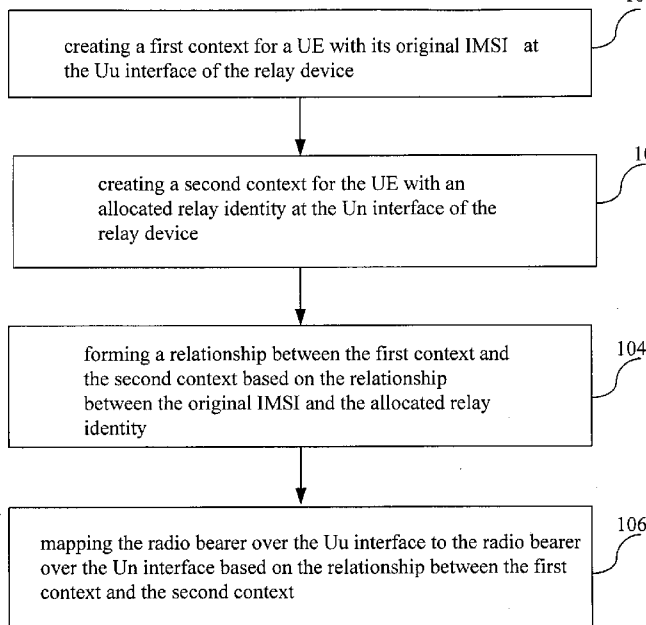 creating a first context for a UE with its original IMSI at
the Uu interface of the relay device
creating a second context for the UE with an
allocated relay identity at the Un interface of the
relay device
forming a relationship between the first context and
the second context based on the relationship
between the original IMSI and the allocated relay
identity
104
mapping the radio bearer over the Uu interface to the radio bearer
over the Un interface based on the relationship between the first
context and the second context
106